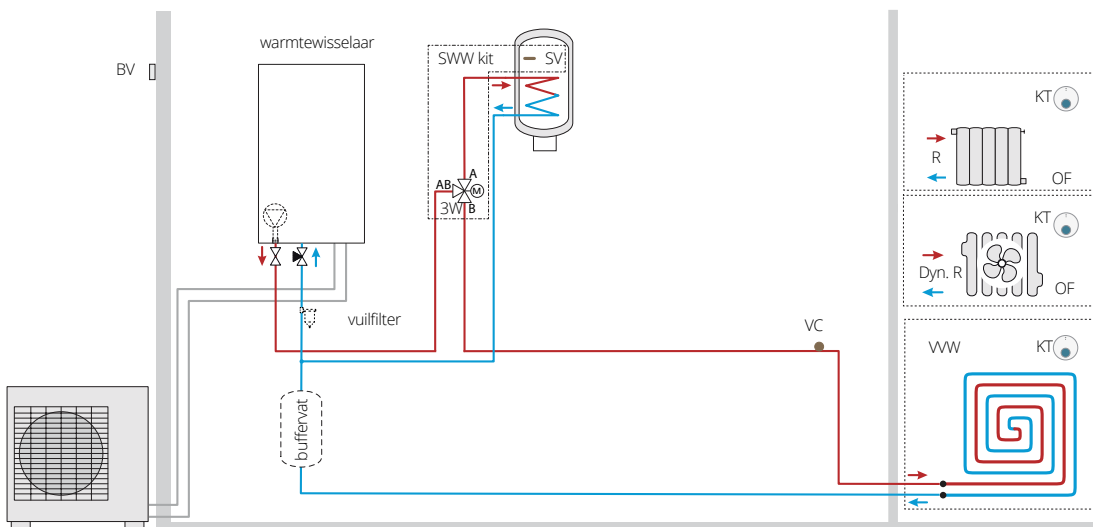 warmtewisselaar
BV
SWW kit
SV
A
AB
M
3W
B
vuilfilter
buffervat
VC
KT
R
OF
KT
Dyn. R
OF
VVW
KT